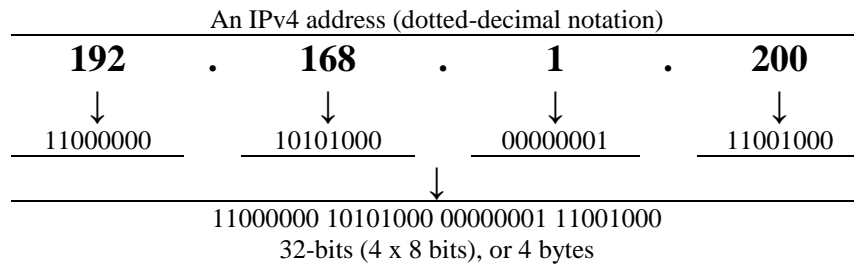 An IPv4 address (dotted-decimal notation)
192 . 168 . 1 . 200
↓ ↓ ↓ ↓
11000000 10101000 00000001 11001000
↓
11000000 10101000 00000001 11001000
32-bits (4 x 8 bits), or 4 bytes